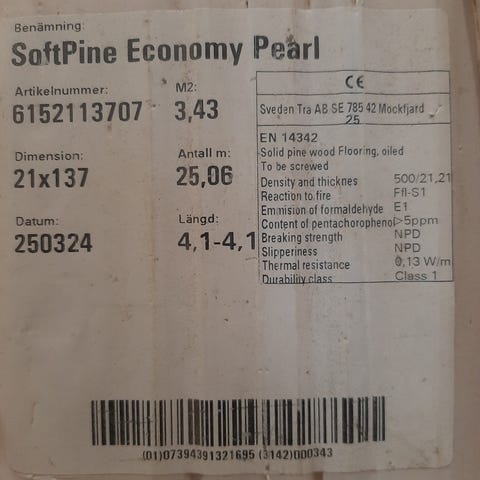 Benämning:
SoftPine Economy Pearl
Artikelnummer:
6152113707
M2:
3,43
Dimension:
21x137
Antall m:
25,06
Datum:
250324
Längd:
4,1-4,1
CE
Sveden Tra AB SE 785 42 Mockfjard
25
EN 14342
Solid pine wood Flooring, oiled
To be screwed
Density and thicknes 500/21,21
Reaction to fire Ffl-S1
Emmision of formaldehyde E1
Content of pentachorophenol >5ppm
Breaking strength NPD
Slipperiness NPD
Thermal resistance 0,13 W/m
Durability class Class 1
(01)07394391321695 (3142)000343